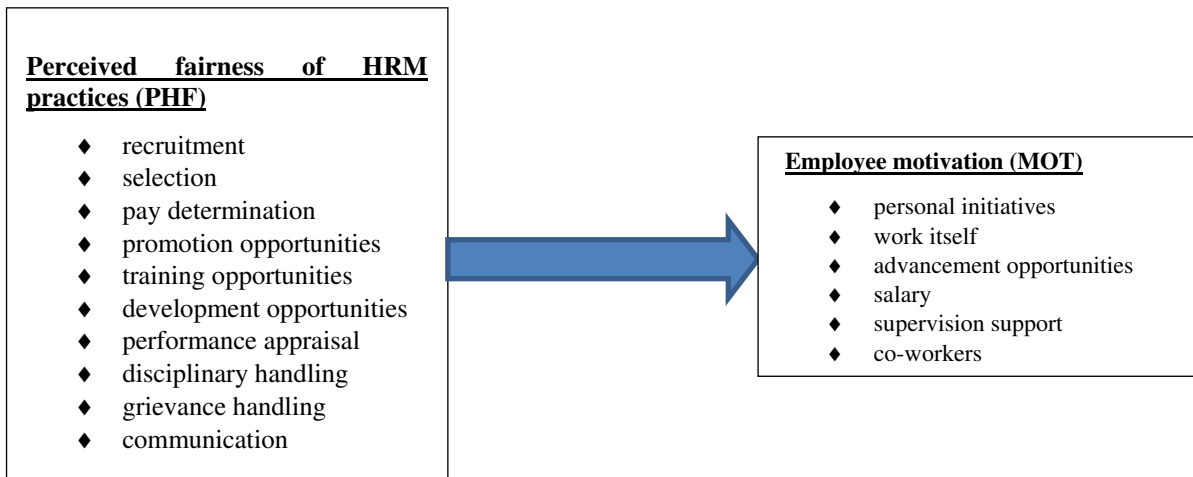 Perceived fairness of HRM
practices (PHF)
♦ recruitment
♦ selection
♦ pay determination
♦ promotion opportunities
♦ training opportunities
♦ development opportunities
♦ performance appraisal
♦ disciplinary handling
♦ grievance handling
♦ communication
Employee motivation (MOT)
♦ personal initiatives
♦ work itself
♦ advancement opportunities
♦ salary
♦ supervision support
♦ co-workers